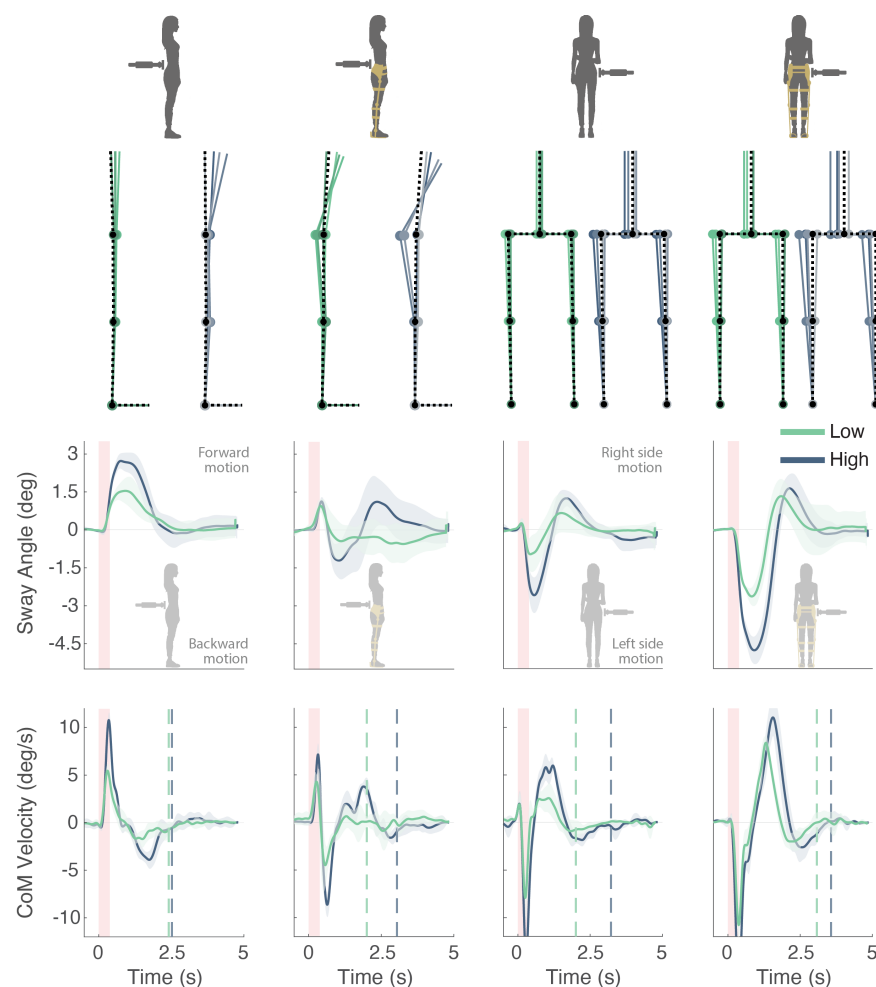 Low
High
3
1.5
0
-1.5
-3
-4.5
Sway Angle (deg)
Forward
motion
Backward
motion
Right side
motion
Left side
motion
10
5
0
-5
-10
CoM Velocity (deg/s)
0 2.5 5
0 2.5 5
0 2.5 5
0 2.5 5
Time (s)
Time (s)
Time (s)
Time (s)